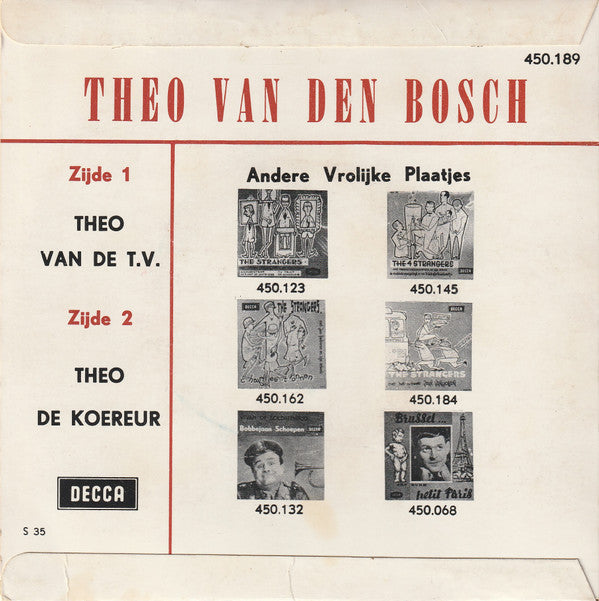 450.189
THEO VAN DEN BOSCH
Zijde 1
THEO
VAN DE T.V.
Zijde 2
THEO
DE KOEREUR
DECCA
S 35
Andere Vrolijke Plaatjes
THE STRANGERS
450.123
THE 4 STRANGERS
450.145
THE STRANGERS
450.162
THE STRANGERS
450.184
Bobbejaan Schoepen
450.132
Brussel...
petit Paris
450.068